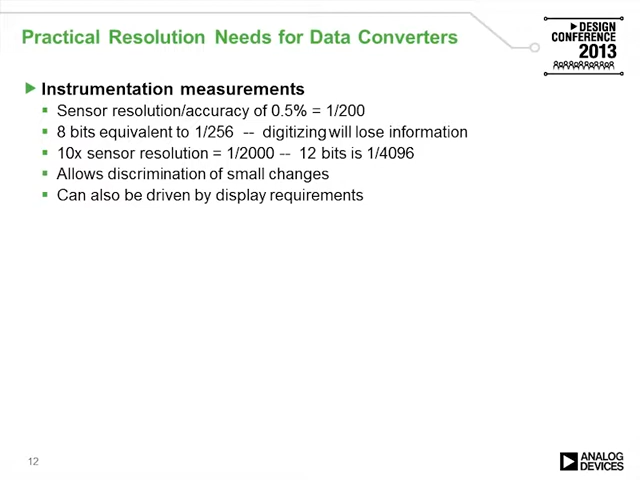 Practical Resolution Needs for Data Converters
DESIGN
CONFERENCE
2013
Instrumentation measurements
Sensor resolution/accuracy of 0.5% = 1/200
8 bits equivalent to 1/256 -- digitizing will lose information
10x sensor resolution = 1/2000 -- 12 bits is 1/4096
Allows discrimination of small changes
Can also be driven by display requirements
12
ANALOG
DEVICES